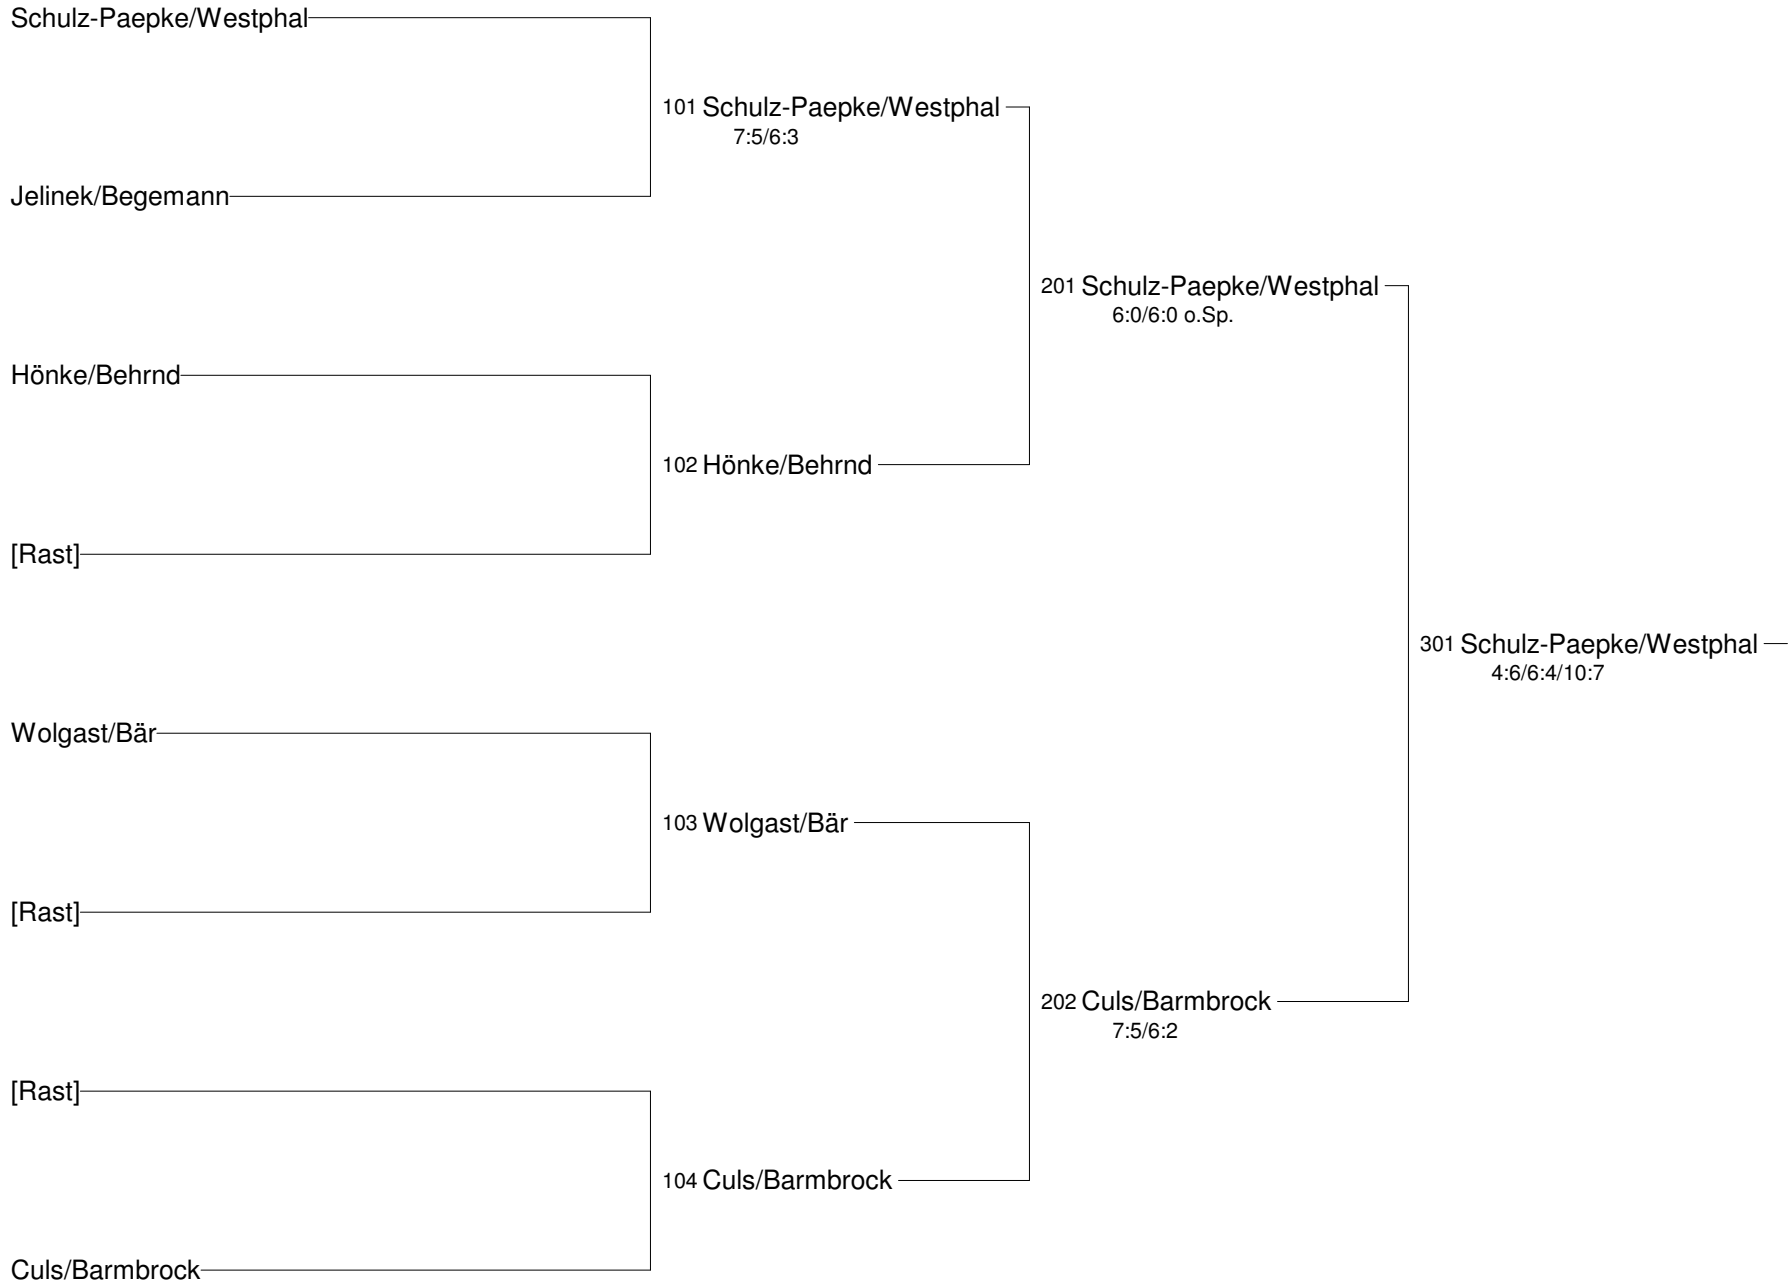 Schulz-Paepke/Westphal
101 Schulz-Paepke/Westphal
7:5/6:3
Jelinek/Begemann
201 Schulz-Paepke/Westphal
6:0/6:0 o.Sp.
Hönke/Behrnd
102 Hönke/Behrnd
[Rast]
301 Schulz-Paepke/Westphal
4:6/6:4/10:7
Wolgast/Bär
103 Wolgast/Bär
[Rast]
202 Culs/Barmbrock
7:5/6:2
[Rast]
104 Culs/Barmbrock
Culs/Barmbrock